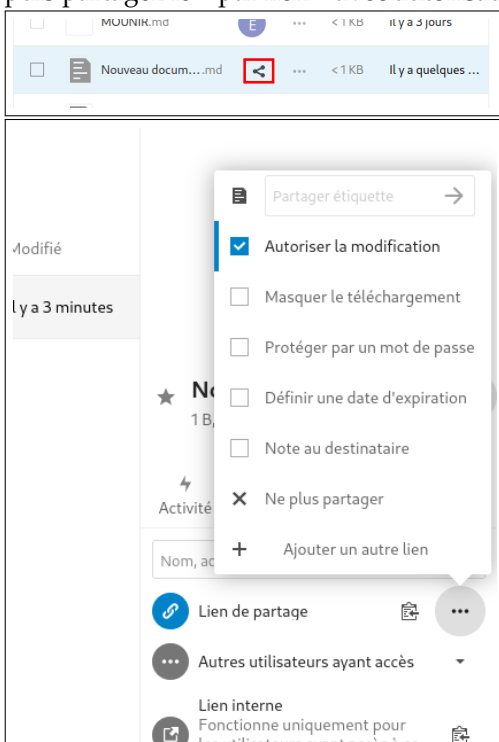 MOUNIR.md E ... < 1 KB Il y a 3 jours
Nouveau docum... .md ... < 1 KB Il y a quelques ...
Partager étiquette
Modifié
Autoriser la modification
Masquer le téléchargement
l y a 3 minutes
Protéger par un mot de passe
Définir une date d'expiration
1 B,
Note au destinataire
Activité
Ne plus partager
Ajouter un autre lien
Nom, ad
Lien de partage
Autres utilisateurs ayant accès
Lien interne
Fonctionne uniquement pour